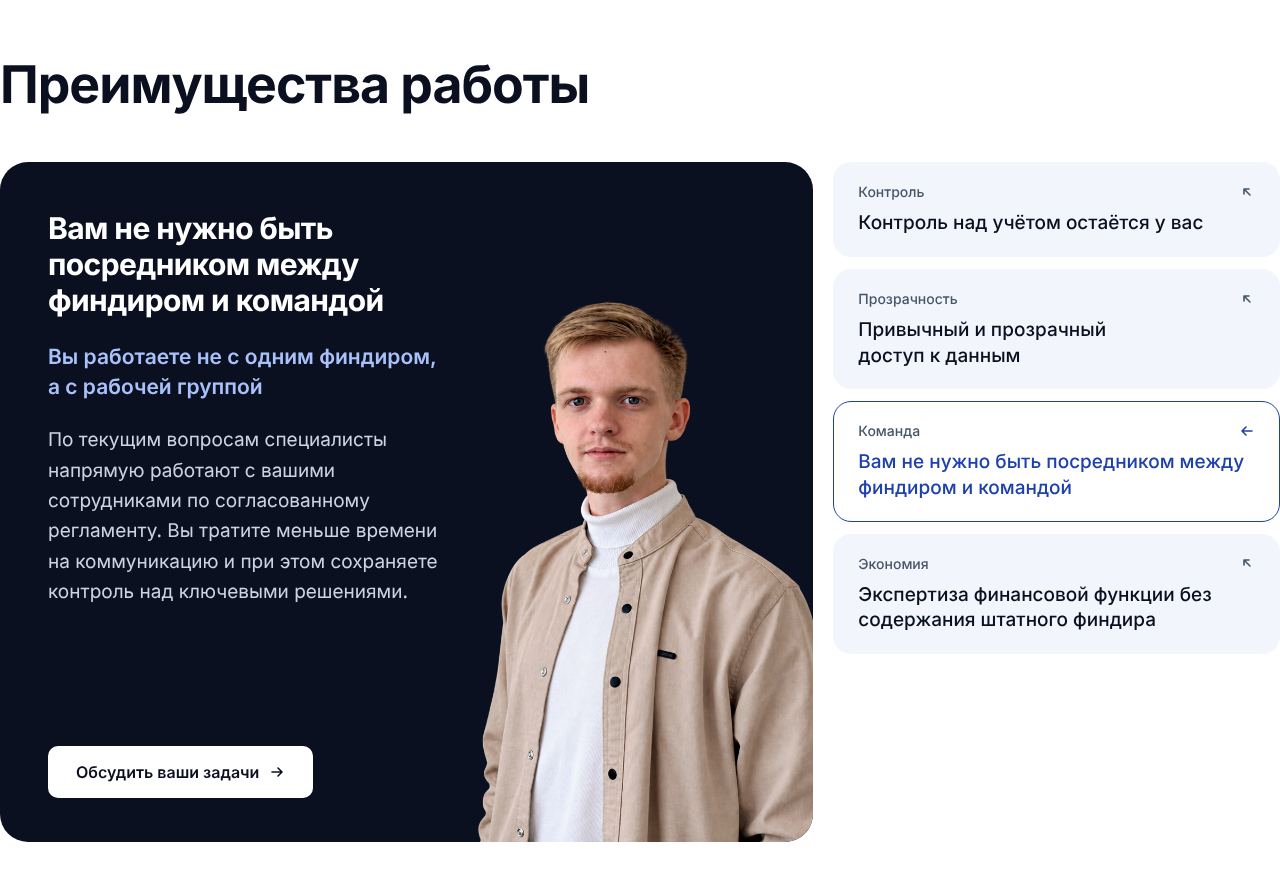 Преимущества работы
Вам не нужно быть
посредником между
финдиром и командой
Вы работаете не с одним финдиром,
а с рабочей группой
По текущим вопросам специалисты
напрямую работают с вашими
сотрудниками по согласованному
регламенту. Вы тратите меньше времени
на коммуникацию и при этом сохраняете
контроль над ключевыми решениями.
Обсудить ваши задачи →
Контроль
Контроль над учётом остаётся у вас
Прозрачность
Привычный и прозрачный
доступ к данным
Команда
Вам не нужно быть посредником между
финдиром и командой
Экономия
Экспертиза финансовой функции без
содержания штатного финдира